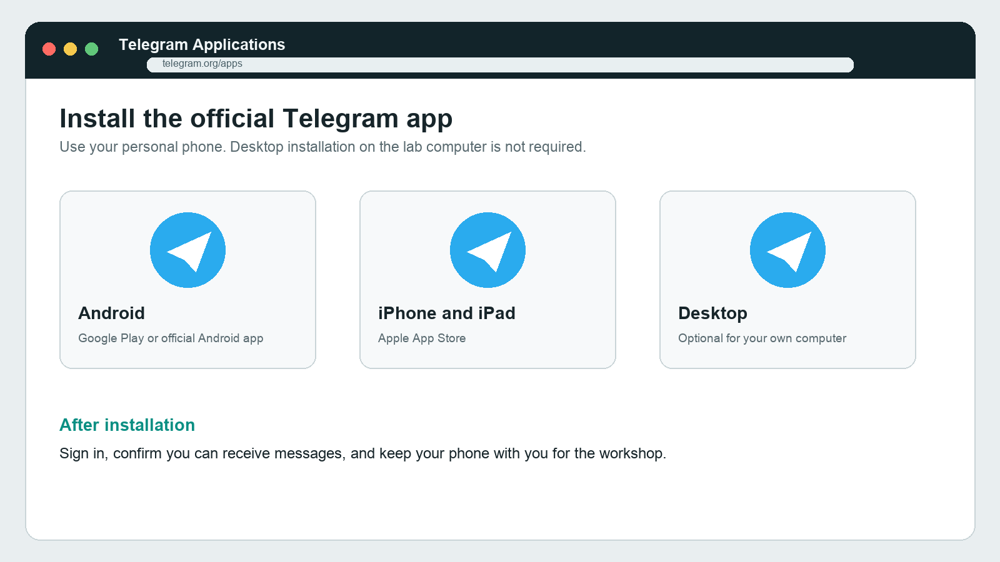 Telegram Applications
telegram.org/apps
Install the official Telegram app
Use your personal phone. Desktop installation on the lab computer is not required.
Android
Google Play or official Android app
iPhone and iPad
Apple App Store
Desktop
Optional for your own computer
After installation
Sign in, confirm you can receive messages, and keep your phone with you for the workshop.